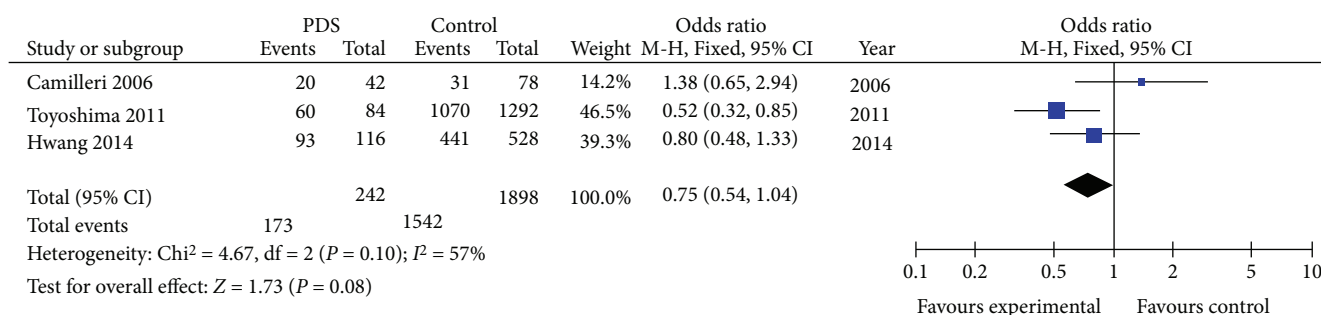 PDS Control Odds ratio Odds ratio
Study or subgroup Events Total Events Total Weight M-H, Fixed, 95% CI Year M-H, Fixed, 95% CI
Camilleri 2006 20 42 31 78 14.2% 1.38 (0.65, 2.94) 2006
Toyoshima 2011 60 84 1070 1292 46.5% 0.52 (0.32, 0.85) 2011
Hwang 2014 93 116 441 528 39.3% 0.80 (0.48, 1.33) 2014
Total (95% CI) 242 1898 100.0% 0.75 (0.54, 1.04)
Total events 173 1542
Heterogeneity: Chi² = 4.67, df = 2 (P = 0.10); I² = 57%
Test for overall effect: Z = 1.73 (P = 0.08)
0.1 0.2 0.5 1 2 5 10
Favours experimental Favours control